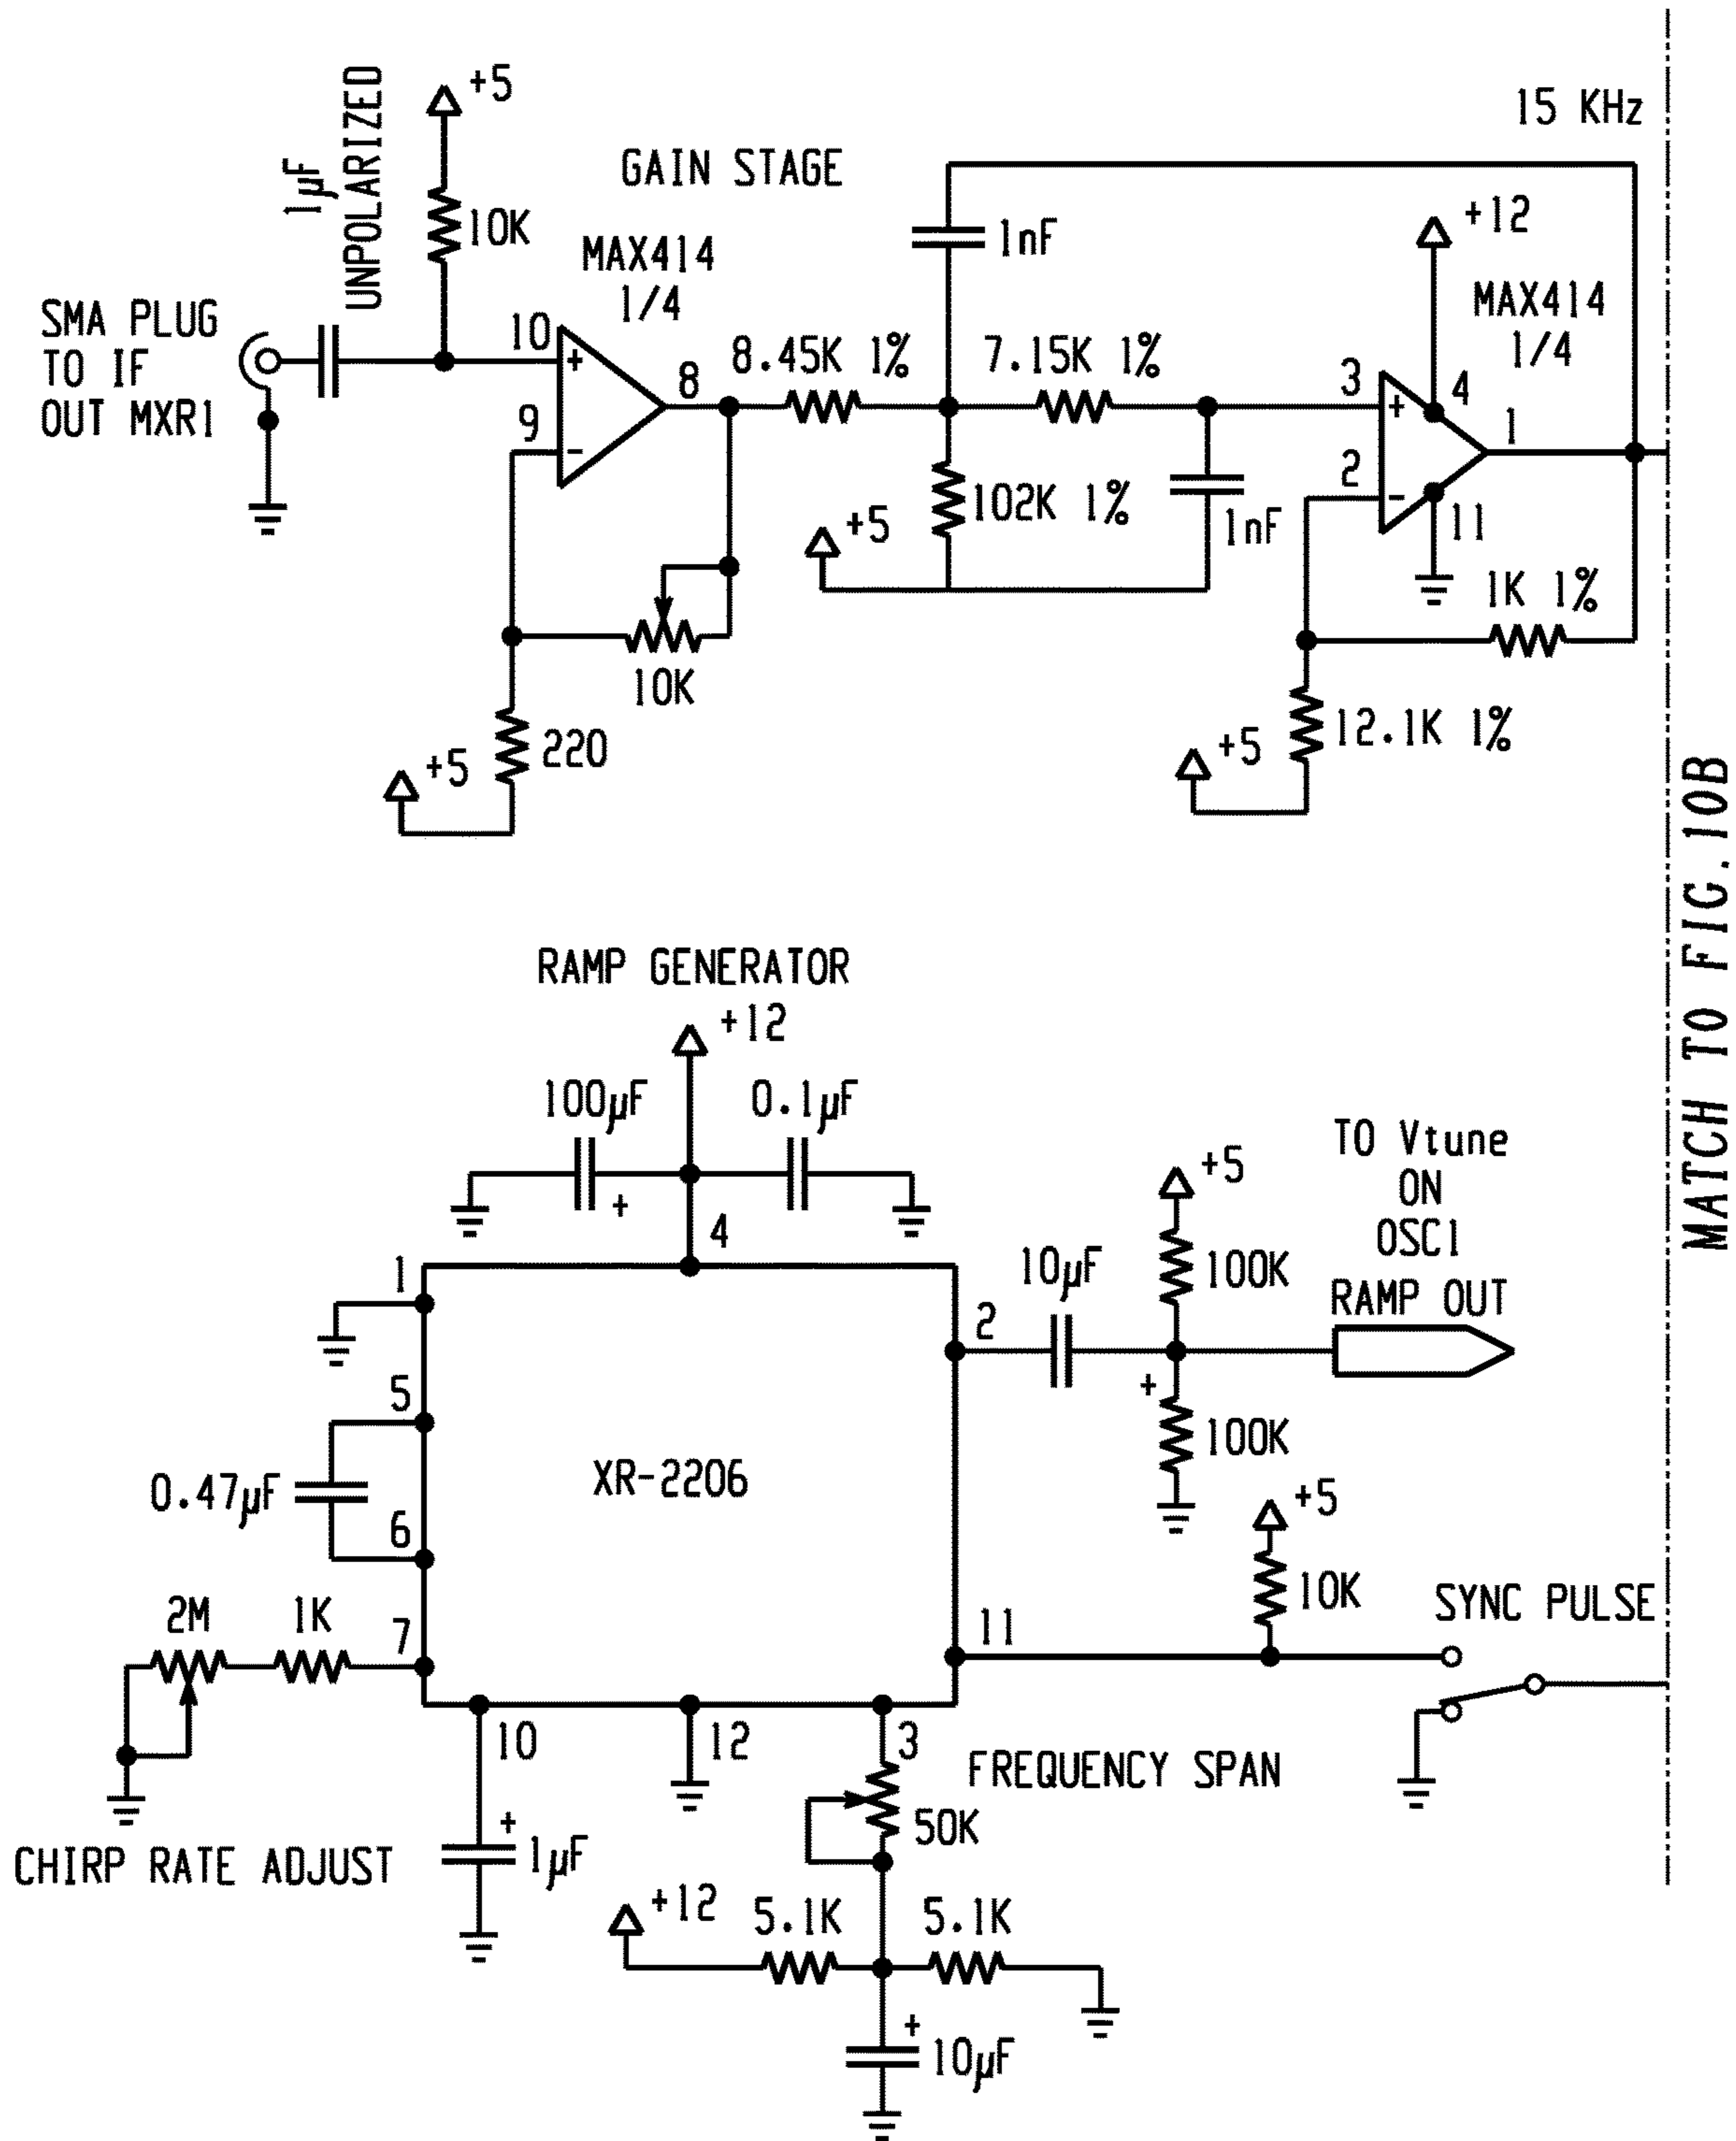 +5
1µF
UNPOLARIZED
10K
GAIN STAGE
MAX414
1/4
SMA PLUG
TO IF
OUT MXR1
10
+
9
-
8
8.45K 1%
1nF
7.15K 1%
102K 1%
+5
1nF
10K
220
+5
15 KHz
+12
MAX414
1/4
3
+
4
2
-
11
1
1K 1%
12.1K 1%
+5
MATCH TO FIG.10B
RAMP GENERATOR
+12
100µF
+
0.1µF
4
1
5
0.47µF
6
2M
1K
7
CHIRP RATE ADJUST
XR-2206
2
10µF
+
+5
100K
100K
TO Vtune
ON
OSC1
RAMP OUT
11
+5
10K
SYNC PULSE
10
+
1µF
12
3
FREQUENCY SPAN
50K
+12
5.1K
5.1K
+
10µF